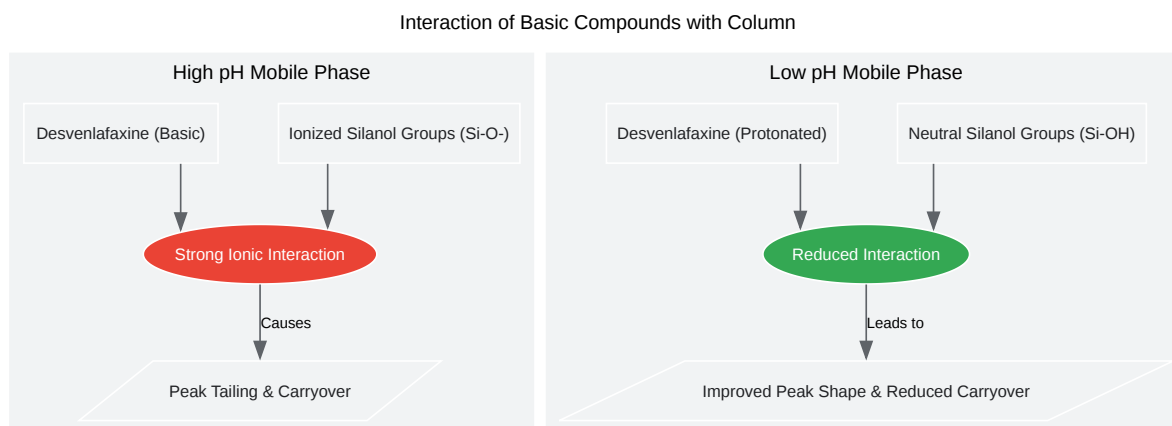 Interaction of Basic Compounds with Column
High pH Mobile Phase
Desvenlafaxine (Basic)
Ionized Silanol Groups (Si-O-)
Strong Ionic Interaction
Causes
Peak Tailing & Carryover
Low pH Mobile Phase
Desvenlafaxine (Protonated)
Neutral Silanol Groups (Si-OH)
Reduced Interaction
Leads to
Improved Peak Shape & Reduced Carryover